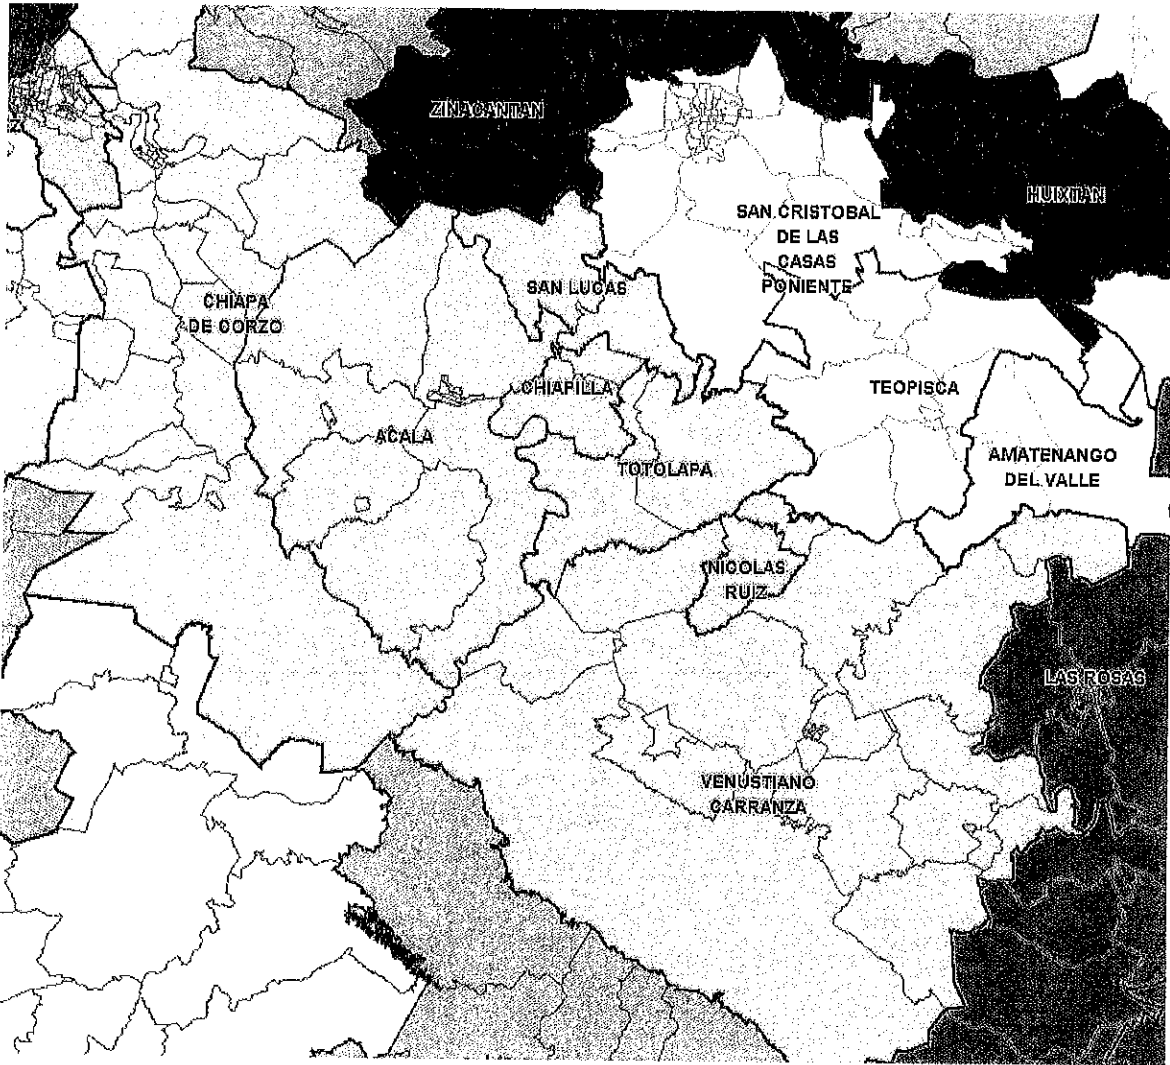 ZINACANTAN
HUIXTAN
SAN CRISTOBAL
DE LAS
CASAS
PONIENTE
SAN LUCAS
CHIAPA
DE CORZO
CHIAPILLA
TEOPISCA
ACALA
AMATENANGO
DEL VALLE
TOTOLAPA
NICOLAS
RUIZ
LAS ROSAS
VENUSTIANO
CARRANZA